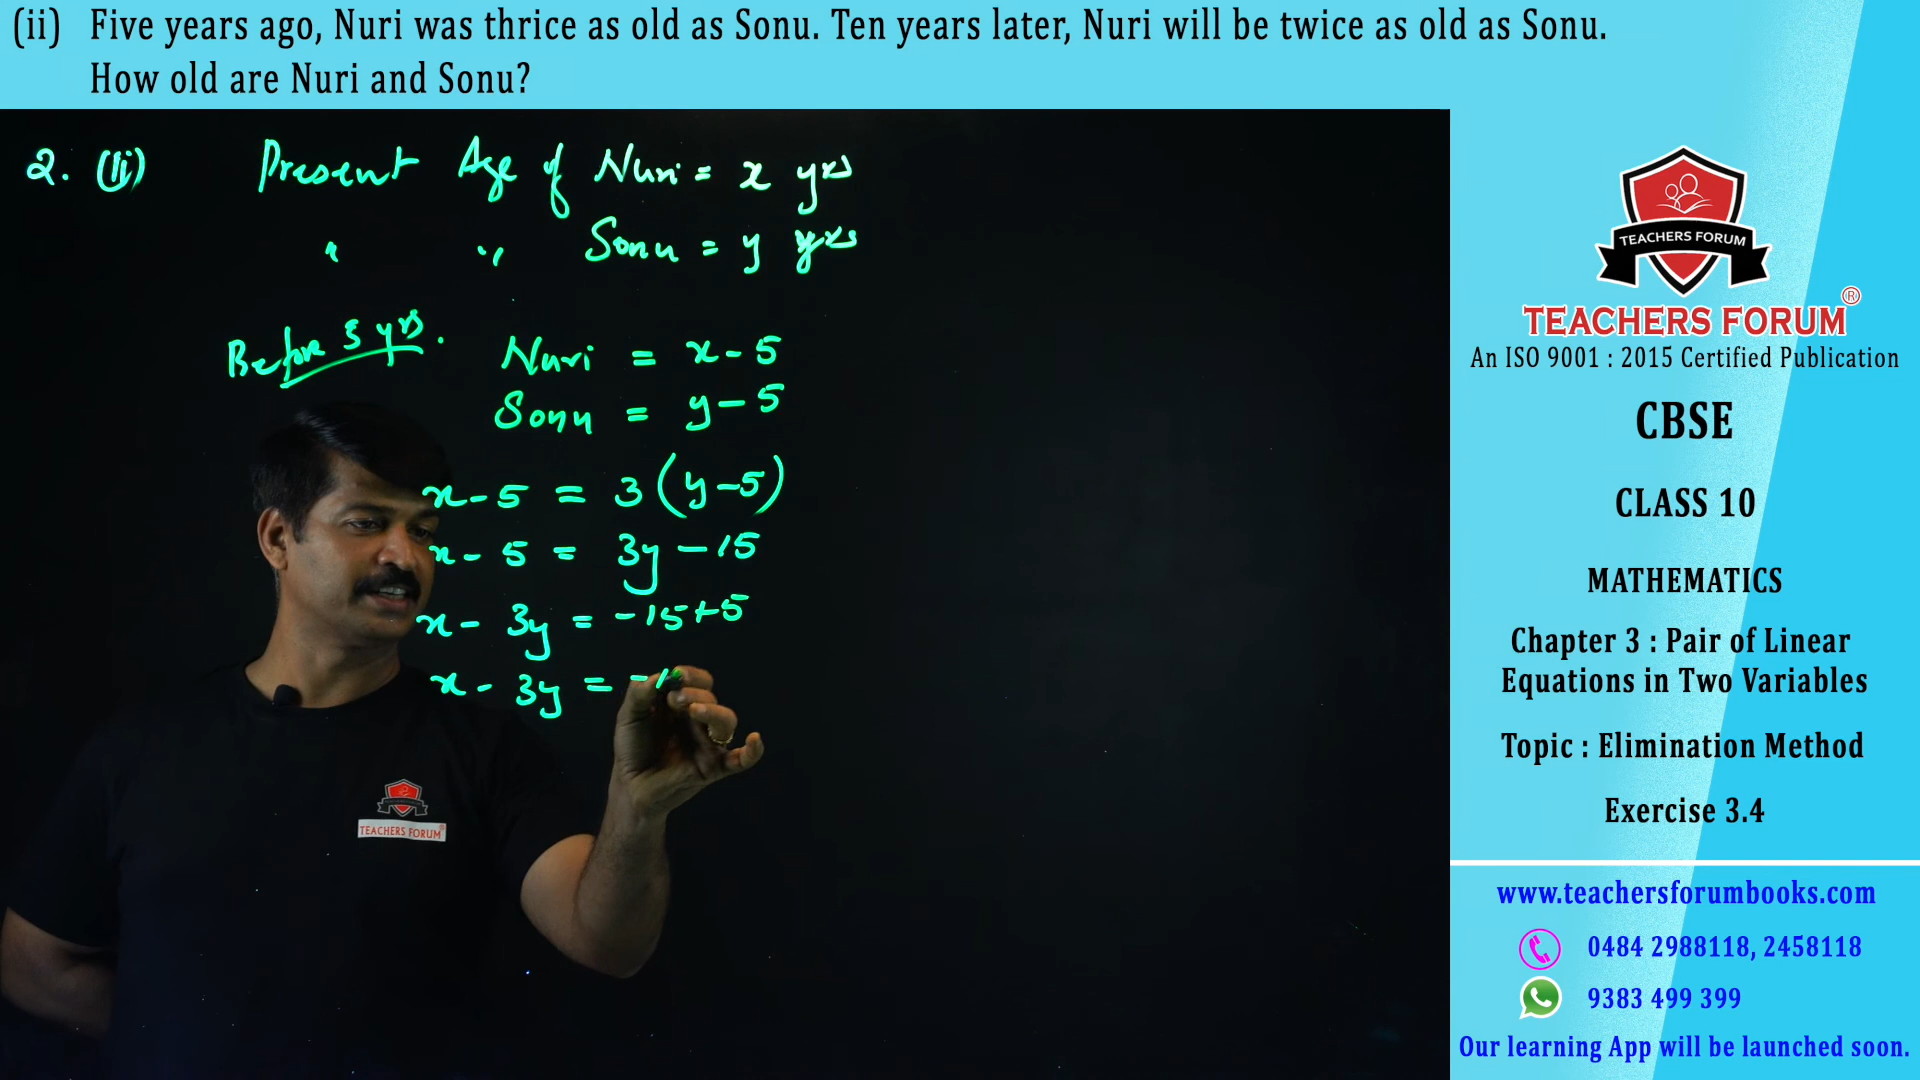 (ii) Five years ago, Nuri was thrice as old as Sonu. Ten years later, Nuri will be twice as old as Sonu.
How old are Nuri and Sonu?
2. (ii) Present Age of Nuri = x yrs
" " Sonu = y yrs
Before 5 yrs.
Nuri = x - 5
Sonu = y - 5
x - 5 = 3 (y - 5)
x - 5 = 3y - 15
x - 3y = -15 + 5
x - 3y = -1
TEACHERS FORUM®
TEACHERS FORUM
TEACHERS FORUM®
An ISO 9001 : 2015 Certified Publication
CBSE
CLASS 10
MATHEMATICS
Chapter 3 : Pair of Linear
Equations in Two Variables
Topic : Elimination Method
Exercise 3.4
www.teachersforumbooks.com
0484 2988118, 2458118
9383 499 399
Our learning App will be launched soon.